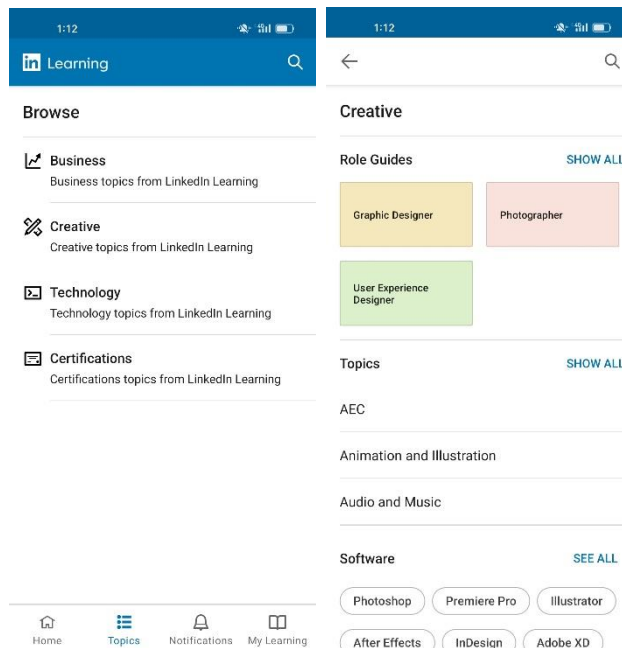 1:12
in Learning
Browse
Business
Business topics from LinkedIn Learning
Creative
Creative topics from LinkedIn Learning
Technology
Technology topics from LinkedIn Learning
Certifications
Certifications topics from LinkedIn Learning
Home Topics Notifications My Learning
1:12
Creative
Role Guides SHOW ALL
Graphic Designer Photographer
User Experience
Designer
Topics SHOW ALL
AEC
Animation and Illustration
Audio and Music
Software SEE ALL
Photoshop Premiere Pro Illustrator
After Effects InDesign Adobe XD